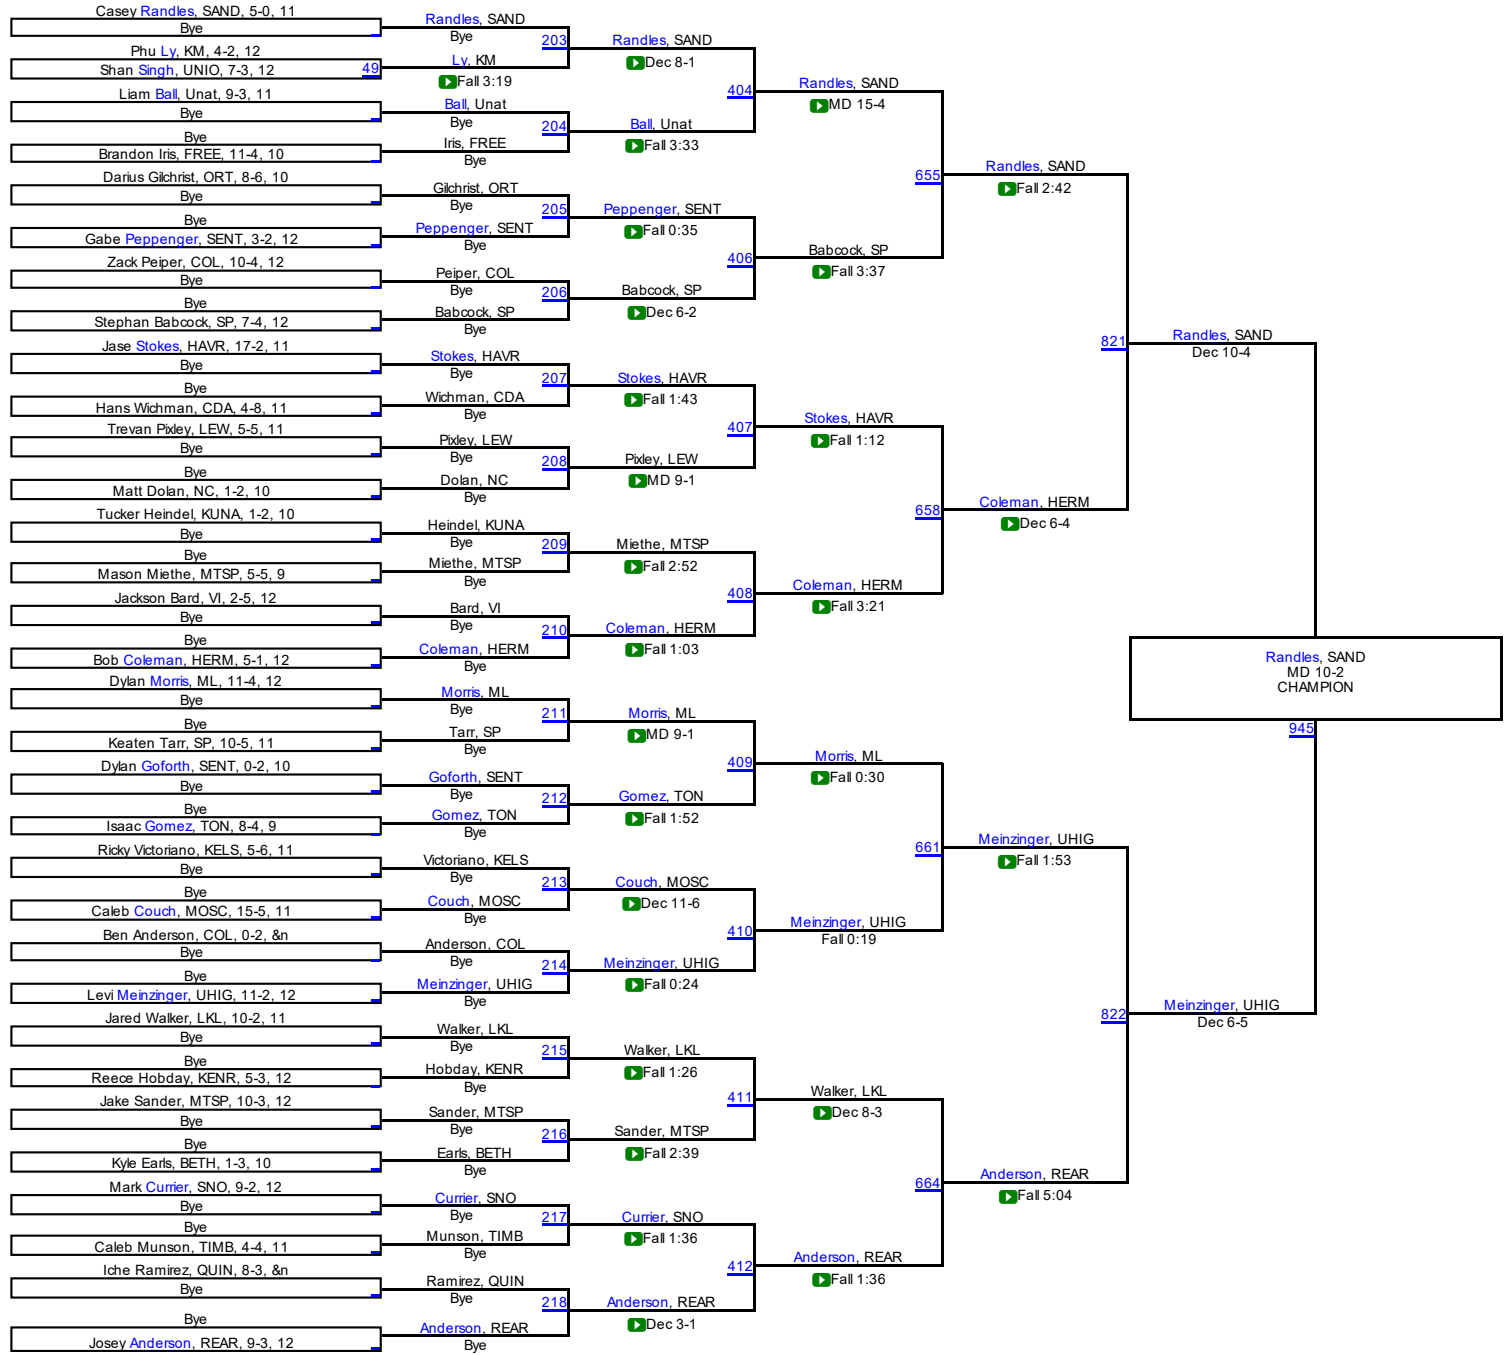 Casey Randles, SAND, 5-0, 11
Bye
Phu Ly, KM, 4-2, 12
Shan Singh, UNIO, 7-3, 12
49
Liam Ball, Unat, 9-3, 11
Bye
Bye
Brandon Iris, FREE, 11-4, 10
Darius Gilchrist, ORT, 8-6, 10
Bye
Bye
Gabe Peppenger, SENT, 3-2, 12
Zack Peiper, COL, 10-4, 12
Bye
Bye
Stephan Babcock, SP, 7-4, 12
Jase Stokes, HAVR, 17-2, 11
Bye
Bye
Hans Wichman, CDA, 4-8, 11
Trevan Pixley, LEW, 5-5, 11
Bye
Bye
Matt Dolan, NC, 1-2, 10
Tucker Heindel, KUNA, 1-2, 10
Bye
Bye
Mason Miethe, MTSP, 5-5, 9
Jackson Bard, VI, 2-5, 12
Bye
Bye
Bob Coleman, HERM, 5-1, 12
Dylan Morris, ML, 11-4, 12
Bye
Bye
Keaten Tarr, SP, 10-5, 11
Dylan Goforth, SENT, 0-2, 10
Bye
Bye
Isaac Gomez, TON, 8-4, 9
Ricky Victoriano, KELS, 5-6, 11
Bye
Bye
Caleb Couch, MOSC, 15-5, 11
Ben Anderson, COL, 0-2, &n
Bye
Bye
Levi Meinzinger, UHIG, 11-2, 12
Jared Walker, LKL, 10-2, 11
Bye
Bye
Reece Hobday, KENR, 5-3, 12
Jake Sander, MTSP, 10-3, 12
Bye
Bye
Kyle Earls, BETH, 1-3, 10
Mark Currier, SNO, 9-2, 12
Bye
Bye
Caleb Munson, TIMB, 4-4, 11
Iche Ramirez, QUIN, 8-3, &n
Bye
Bye
Josey Anderson, REAR, 9-3, 12
Randles, SAND
Bye
203
Ly, KM
Fall 3:19
Ball, Unat
Bye
204
Iris, FREE
Bye
Gilchrist, ORT
Bye
205
Peppenger, SENT
Bye
Peiper, COL
Bye
206
Babcock, SP
Bye
Stokes, HAVR
Bye
207
Wichman, CDA
Bye
Pixley, LEW
Bye
208
Dolan, NC
Bye
Heindel, KUNA
Bye
209
Miethe, MTSP
Bye
Bard, VI
Bye
210
Coleman, HERM
Bye
Morris, ML
Bye
211
Tarr, SP
Bye
Goforth, SENT
Bye
212
Gomez, TON
Bye
Victoriano, KELS
Bye
213
Couch, MOSC
Bye
Anderson, COL
Bye
214
Meinzinger, UHIG
Bye
Walker, LKL
Bye
215
Hobday, KENR
Bye
Sander, MTSP
Bye
216
Earls, BETH
Bye
Currier, SNO
Bye
217
Munson, TIMB
Bye
Ramirez, QUIN
Bye
218
Anderson, REAR
Bye
Randles, SAND
Dec 8-1
404
Ball, Unat
Fall 3:33
Peppenger, SENT
Fall 0:35
406
Babcock, SP
Dec 6-2
Stokes, HAVR
Fall 1:43
407
Pixley, LEW
MD 9-1
Miethe, MTSP
Fall 2:52
408
Coleman, HERM
Fall 1:03
Morris, ML
MD 9-1
409
Gomez, TON
Fall 1:52
Couch, MOSC
Dec 11-6
410
Meinzinger, UHIG
Fall 0:24
Walker, LKL
Fall 1:26
411
Sander, MTSP
Fall 2:39
Currier, SNO
Fall 1:36
412
Anderson, REAR
Dec 3-1
Randles, SAND
MD 15-4
655
Babcock, SP
Fall 3:37
Stokes, HAVR
Fall 1:12
658
Coleman, HERM
Fall 3:21
Morris, ML
Fall 0:30
661
Meinzinger, UHIG
Fall 0:19
Walker, LKL
Dec 8-3
664
Anderson, REAR
Fall 1:36
Randles, SAND
Fall 2:42
821
Coleman, HERM
Dec 6-4
Meinzinger, UHIG
Fall 1:53
822
Anderson, REAR
Fall 5:04
Randles, SAND
Dec 10-4
Meinzinger, UHIG
Dec 6-5
Randles, SAND
MD 10-2
CHAMPION
945